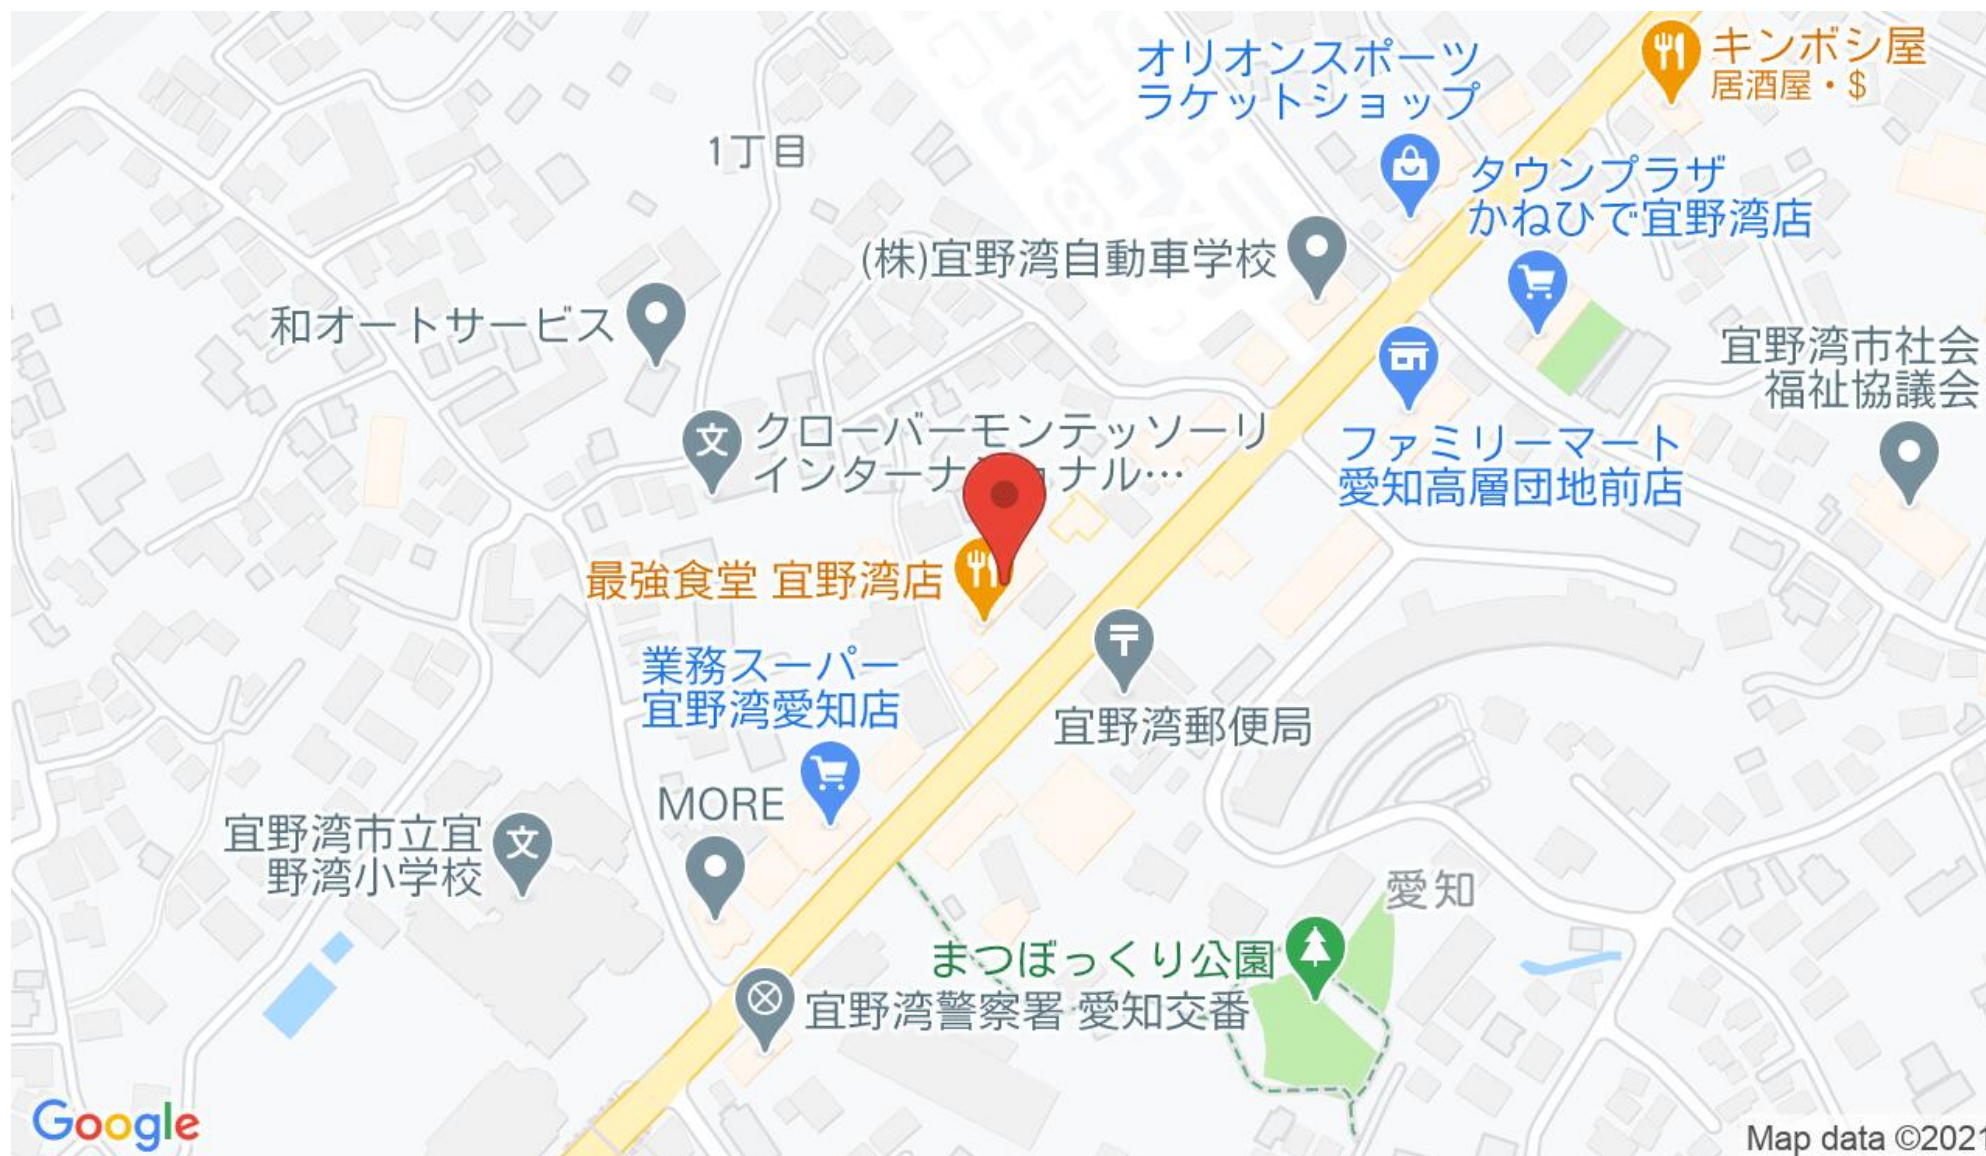 オリオンスポーツ
ラケットショップ
キンボシ屋
居酒屋・$
1丁目
タウンプラザ
かねひで宜野湾店
(株)宜野湾自動車学校
和オートサービス
宜野湾市社会
福祉協議会
クローバーモンテッソーリ
インターナショナル…
ファミリーマート
愛知高層団地前店
最強食堂 宜野湾店
業務スーパー
宜野湾愛知店
宜野湾郵便局
MORE
宜野湾市立宜
野湾小学校
愛知
まつぼっくり公園
宜野湾警察署 愛知交番
Google
Map data ©2021